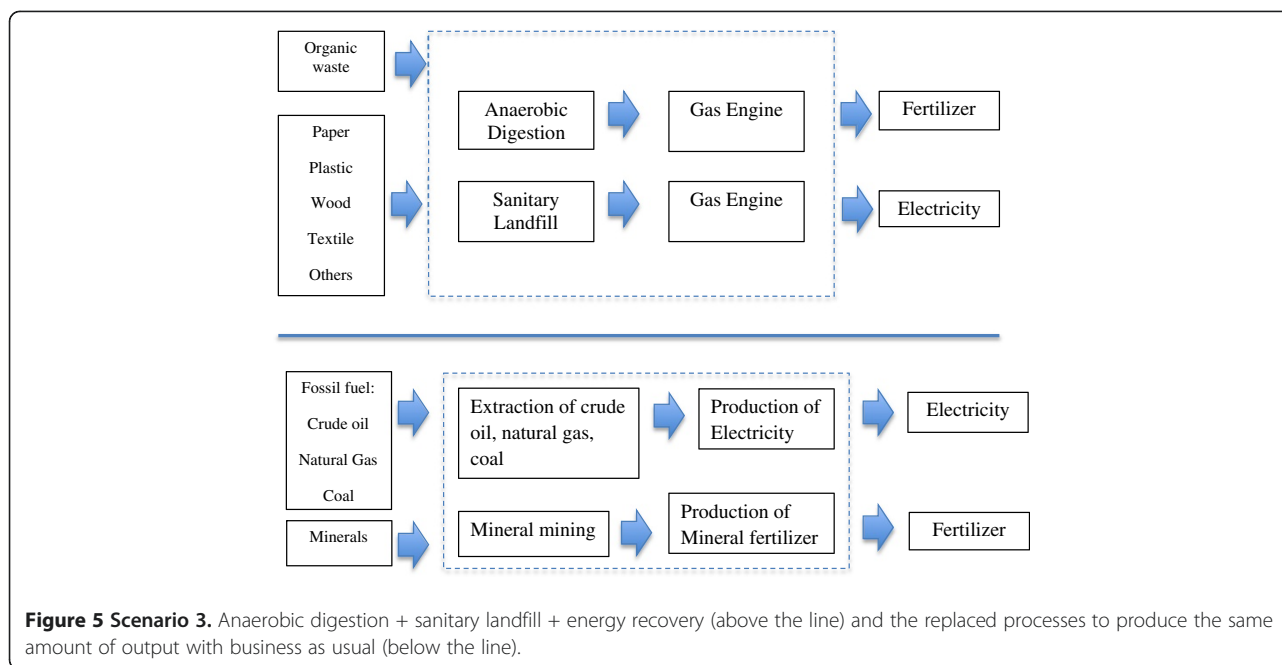 Organic
waste
Paper
Plastic
Wood
Textile
Others
Anaerobic
Digestion
Gas Engine
Fertilizer
Sanitary
Landfill
Gas Engine
Electricity
Fossil fuel:
Crude oil
Natural Gas
Coal
Extraction of crude
oil, natural gas,
coal
Production of
Electricity
Electricity
Minerals
Mineral mining
Production of
Mineral fertilizer
Fertilizer
Figure 5 Scenario 3. Anaerobic digestion + sanitary landfill + energy recovery (above the line) and the replaced processes to produce the same
amount of output with business as usual (below the line).